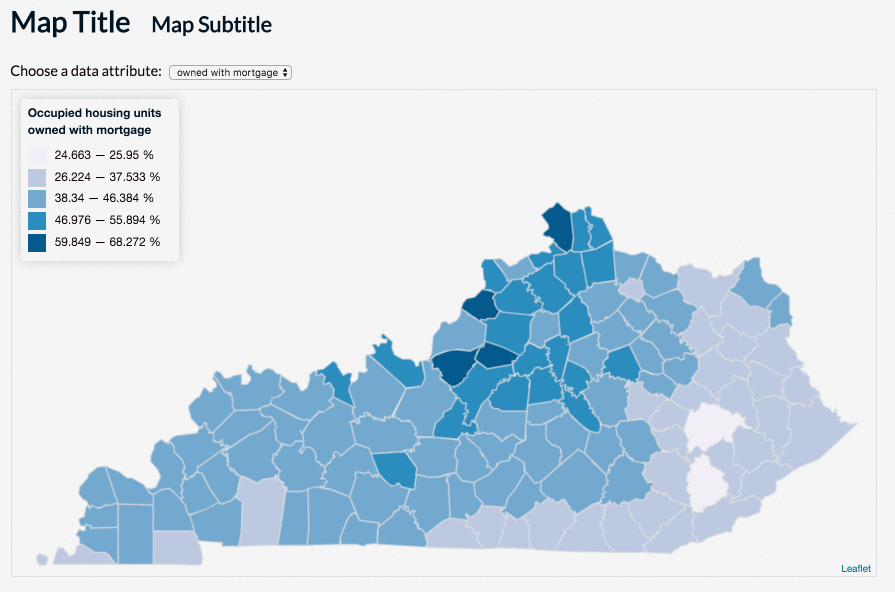 Map Title Map Subtitle
Choose a data attribute: owned with mortgage
Occupied housing units
owned with mortgage
24.663 — 25.95 %
26.224 — 37.533 %
38.34 — 46.384 %
46.976 — 55.894 %
59.849 — 68.272 %
Leaflet